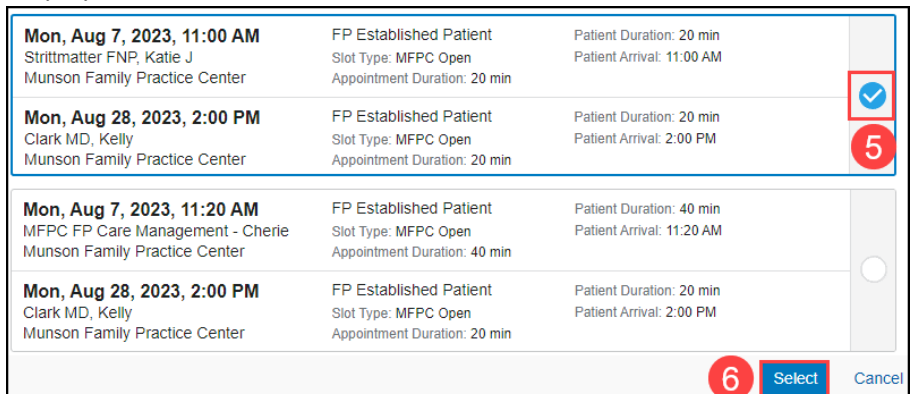 Mon, Aug 7, 2023, 11:00 AM
Strittmatter FNP, Katie J
Munson Family Practice Center
FP Established Patient
Slot Type: MFPC Open
Appointment Duration: 20 min
Patient Duration: 20 min
Patient Arrival: 11:00 AM
Mon, Aug 28, 2023, 2:00 PM
Clark MD, Kelly
Munson Family Practice Center
FP Established Patient
Slot Type: MFPC Open
Appointment Duration: 20 min
Patient Duration: 20 min
Patient Arrival: 2:00 PM
5
Mon, Aug 7, 2023, 11:20 AM
MFPC FP Care Management - Cherie
Munson Family Practice Center
FP Established Patient
Slot Type: MFPC Open
Appointment Duration: 40 min
Patient Duration: 40 min
Patient Arrival: 11:20 AM
Mon, Aug 28, 2023, 2:00 PM
Clark MD, Kelly
Munson Family Practice Center
FP Established Patient
Slot Type: MFPC Open
Appointment Duration: 20 min
Patient Duration: 20 min
Patient Arrival: 2:00 PM
6
Select
Cancel